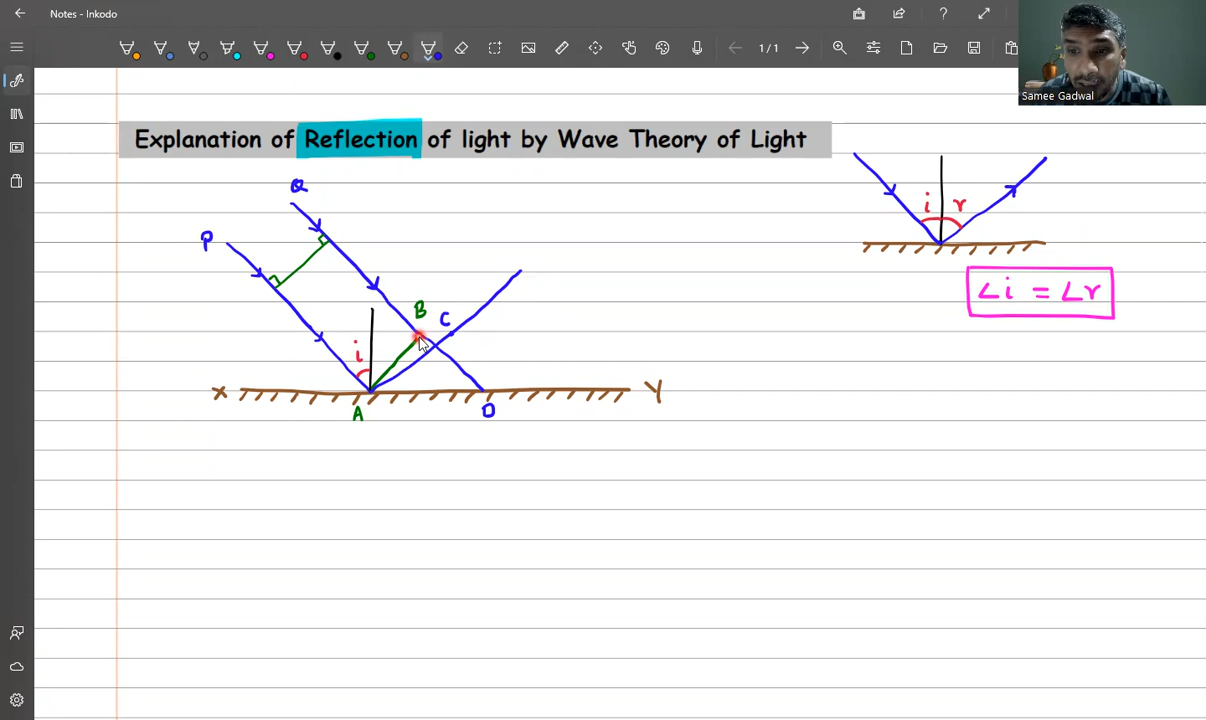 Notes - Inkodo
1/1
Samee Gadwal
Explanation of Reflection of light by Wave Theory of Light
Q
P
i r
B
C
∠i = ∠r
i
X
Y
A
D